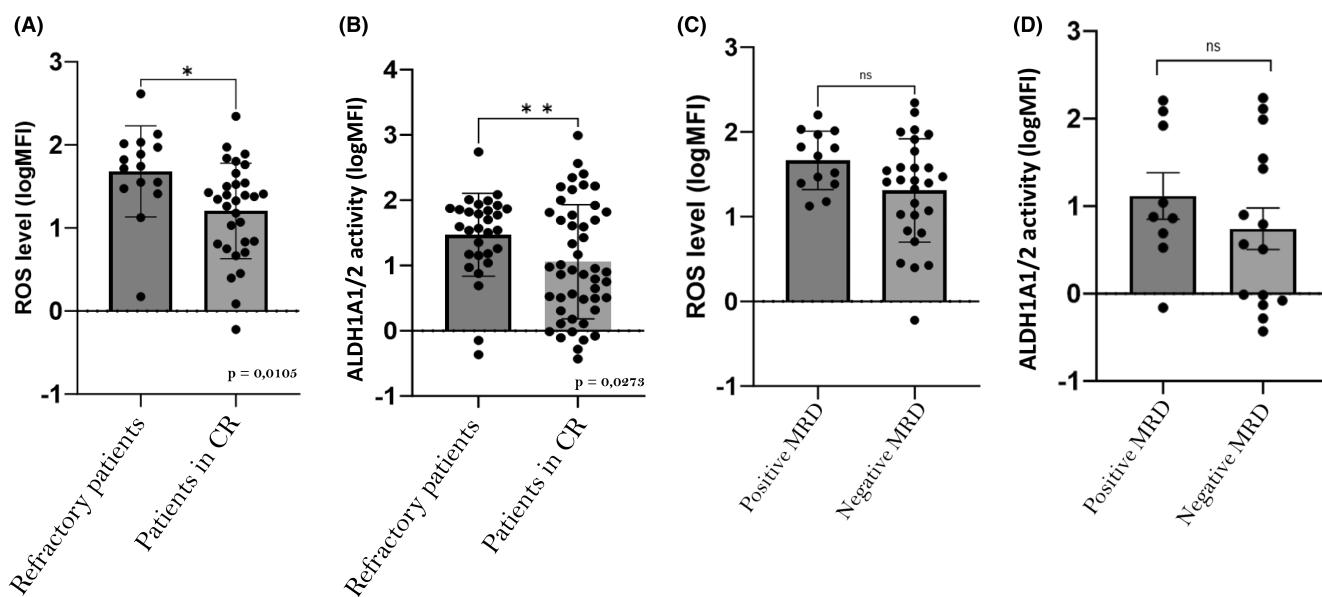 (A)
ROS level (logMFI)
3
2
1
0
-1
*
p = 0,0105
Refractory patients
Patients in CR
(B)
ALDH1A1/2 activity (logMFI)
4
3
2
1
0
-1
* *
p = 0,0273
Refractory patients
Patients in CR
(C)
ROS level (logMFI)
3
2
1
0
-1
ns
Positive MRD
Negative MRD
(D)
ALDH1A1/2 activity (logMFI)
3
2
1
0
-1
ns
Positive MRD
Negative MRD